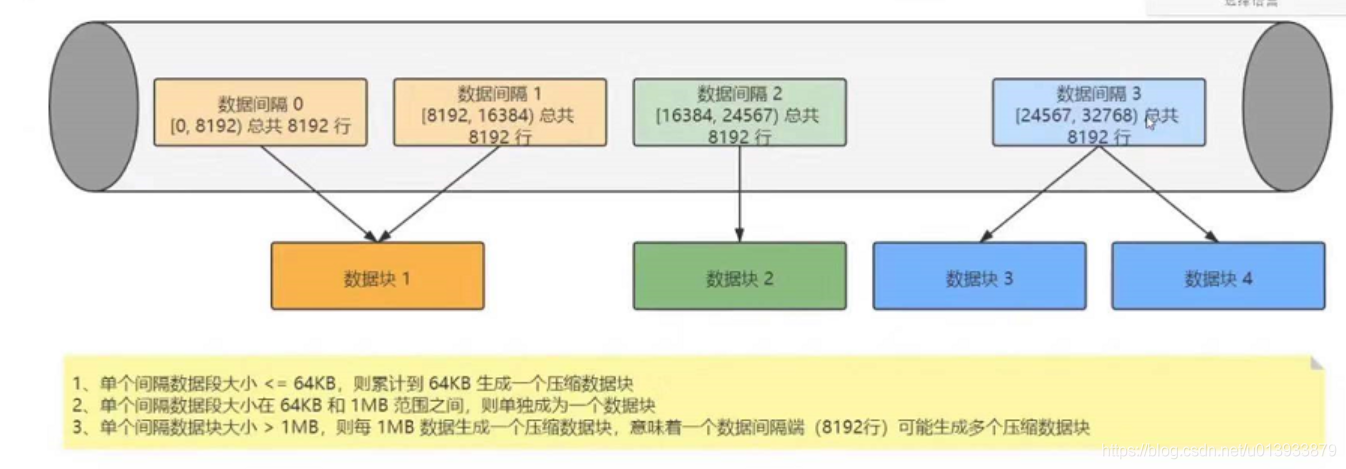 数据间隔 0
[0, 8192) 总共 8192 行
数据间隔 1
[8192, 16384) 总共
8192 行
数据间隔 2
[16384, 24567) 总共
8192 行
数据间隔 3
[24567, 32768) 总共
8192 行
数据块 1
数据块 2
数据块 3
数据块 4
1、单个间隔数据段大小 <= 64KB，则累计到 64KB 生成一个压缩数据块
2、单个间隔数据段大小在 64KB 和 1MB 范围之间，则单独成为一个数据块
3、单个间隔数据块大小 > 1MB，则每 1MB 数据生成一个压缩数据块，意味着一个数据间隔端（8192行）可能生成多个压缩数据块
https://blog.csdn.net/u013933879